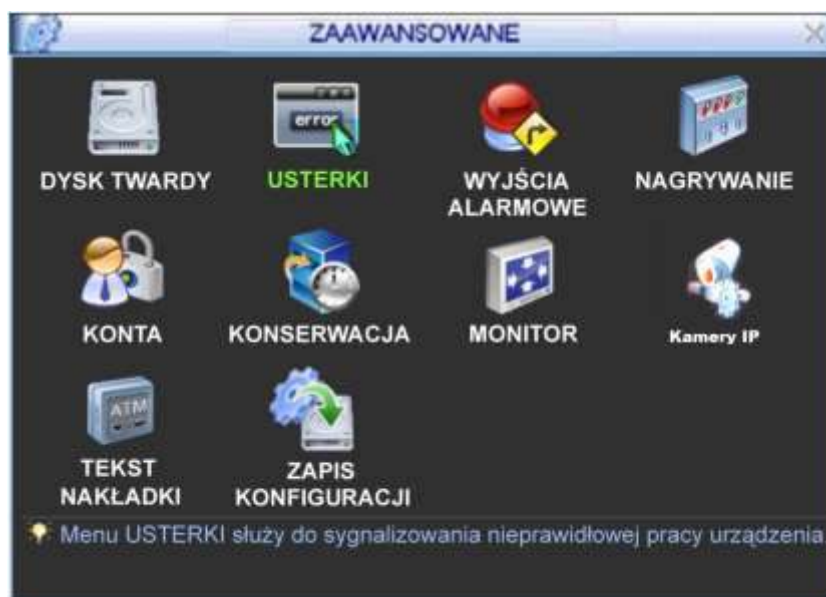 ZAAWANSOWANE
error
DYSK TWARDY
USTERKI
WYJŚCIA
ALARMOWE
NAGRYWANIE
KONTA
KONSERWACJA
MONITOR
Kamery IP
ATM
TEKST
NAKŁADKI
ZAPIS
KONFIGURACJI
Menu USTERKI służy do sygnalizowania nieprawidłowej pracy urządzenia